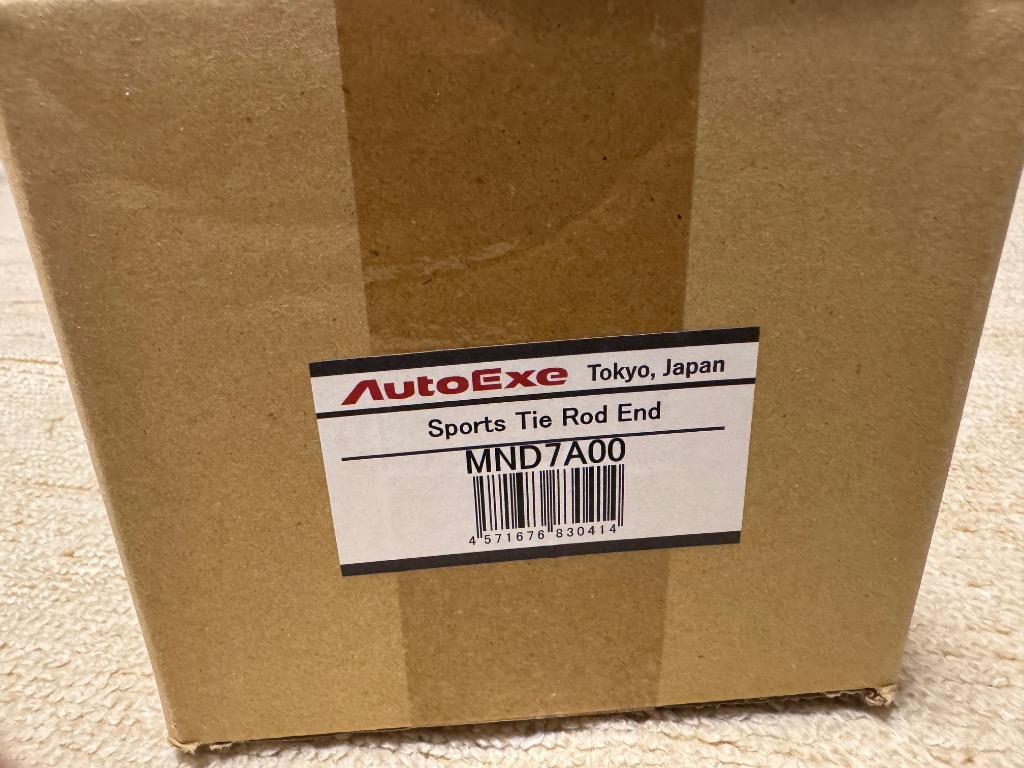 AutoExe Tokyo, Japan
Sports Tie Rod End
MND7A00
4 571676 830414